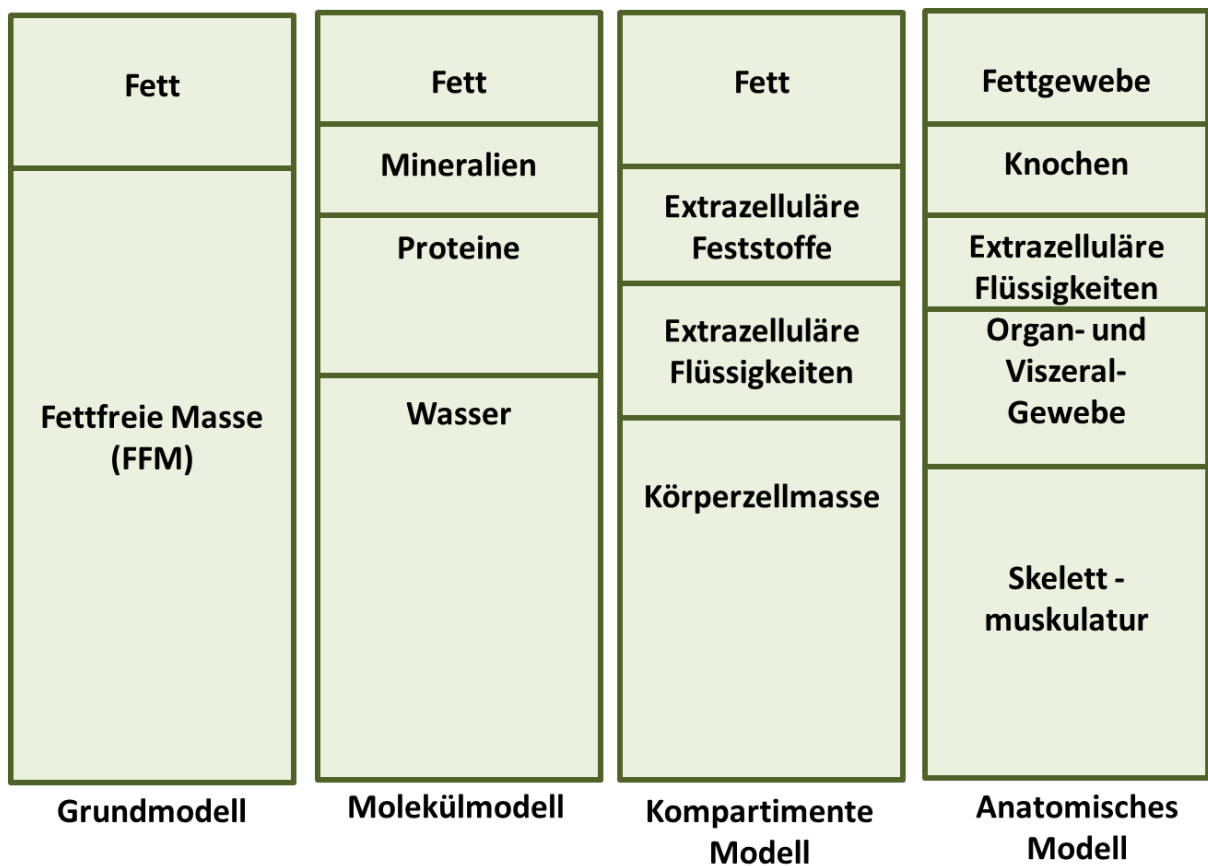 Fett
Fettfreie Masse
(FFM)
Grundmodell
Fett
Mineralien
Proteine
Wasser
Molekülmodell
Fett
Extrazelluläre
Feststoffe
Extrazelluläre
Flüssigkeiten
Körperzellmasse
Kompartimente
Modell
Fettgewebe
Knochen
Extrazelluläre
Flüssigkeiten
Organ- und
Viszeral-
Gewebe
Skelett -
muskulatur
Anatomisches
Modell